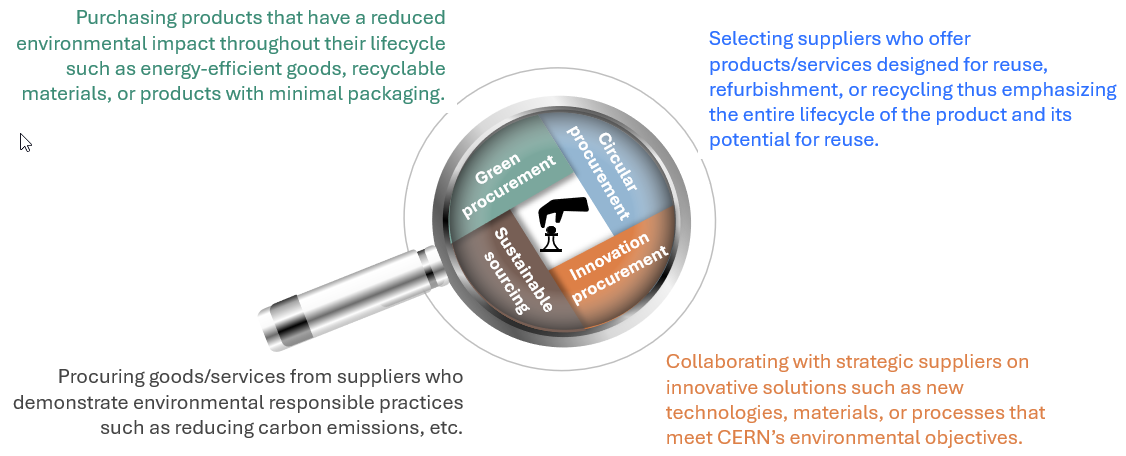 Purchasing products that have a reduced
environmental impact throughout their lifecycle
such as energy-efficient goods, recyclable
materials, or products with minimal packaging.
Selecting suppliers who offer
products/services designed for reuse,
refurbishment, or recycling thus emphasizing
the entire lifecycle of the product and its
potential for reuse.
Green
procurement
Circular
procurement
Sustainable
sourcing
Innovation
procurement
Procuring goods/services from suppliers who
demonstrate environmental responsible practices
such as reducing carbon emissions, etc.
Collaborating with strategic suppliers on
innovative solutions such as new
technologies, materials, or processes that
meet CERN’s environmental objectives.